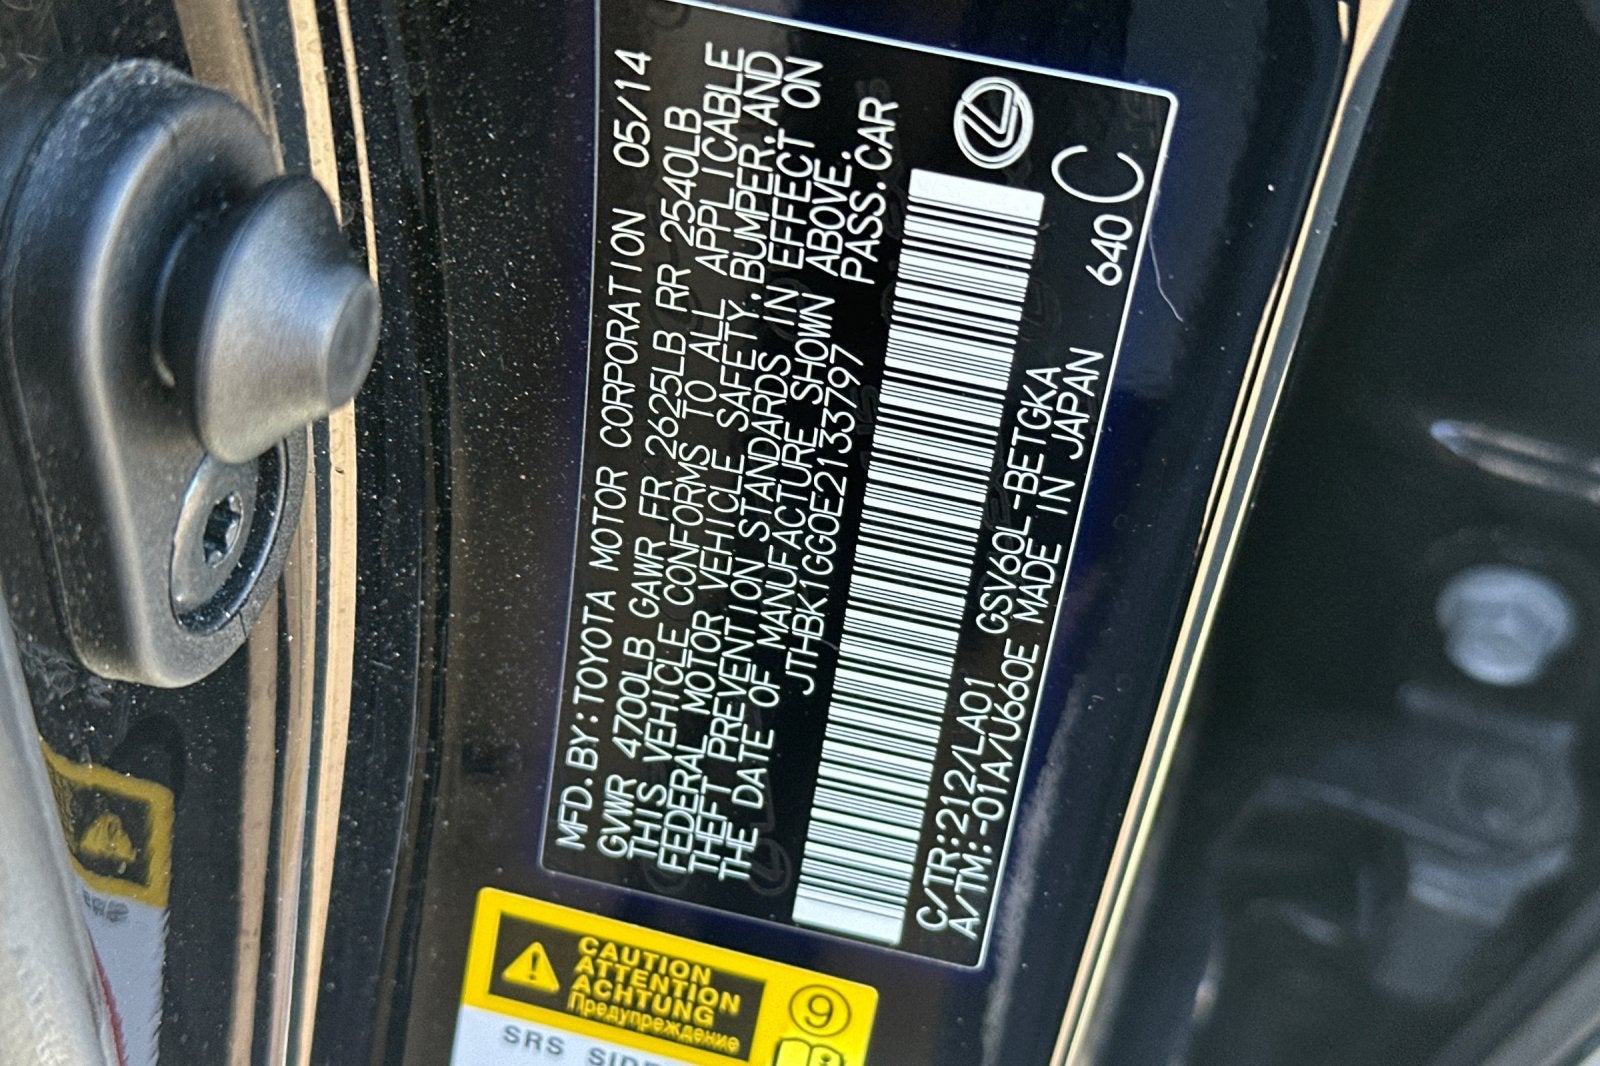 MFD.BY:TOYOTA MOTOR CORPORATION 05/14
GVWR 4700LB GAWR FR 2625LB RR 2540LB
THIS VEHICLE CONFORMS TO ALL APPLICABLE
FEDERAL MOTOR VEHICLE SAFETY,BUMPER,AND
THEFT PREVENTION STANDARDS IN EFFECT ON
THE DATE OF MANUFACTURE SHOWN ABOVE.
JTHBK1GG0E2133797 PASS.CAR
C/TR:212/LA01 GSV60L-BETGKA
A/TM:-01A/U660E MADE IN JAPAN 640 C
CAUTION
ATTENTION
ACHTUNG
Предупреждение
9
SRS SIDE